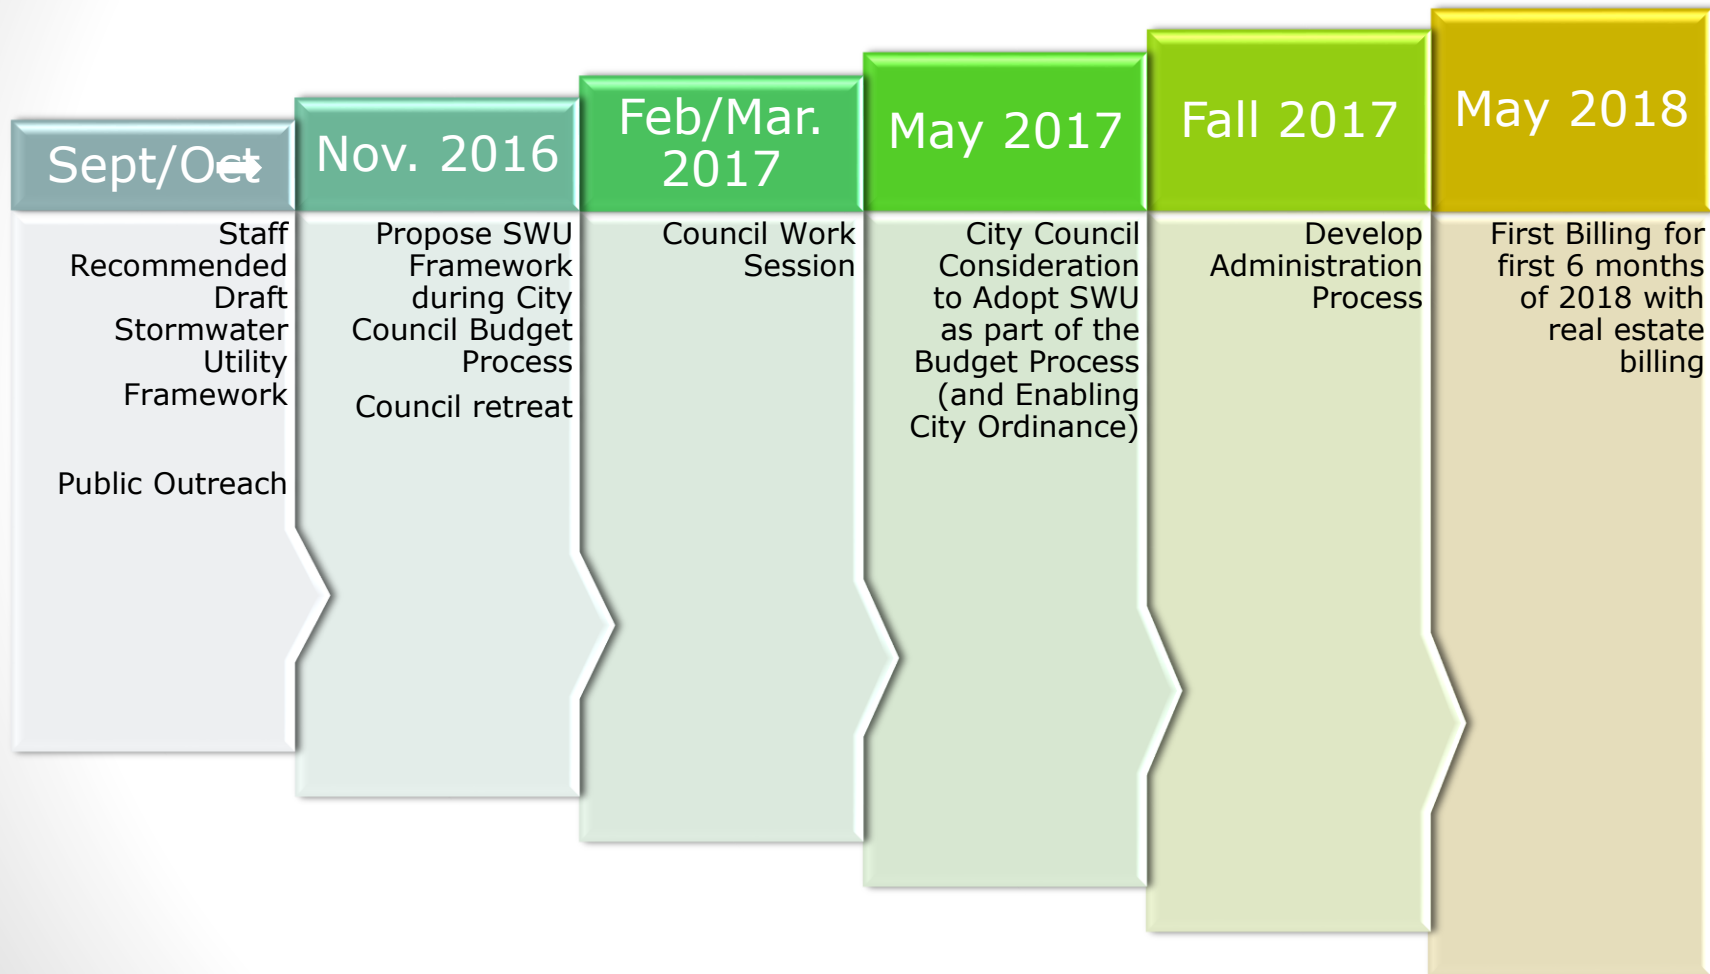 Sept/Oct
Staff
Recommended
Draft
Stormwater
Utility
Framework
Public Outreach
Nov. 2016
Propose SWU
Framework
during City
Council Budget
Process
Council retreat
Feb/Mar.
2017
Council Work
Session
May 2017
City Council
Consideration
to Adopt SWU
as part of the
Budget Process
(and Enabling
City Ordinance)
Fall 2017
Develop
Administration
Process
May 2018
First Billing for
first 6 months
of 2018 with
real estate
billing